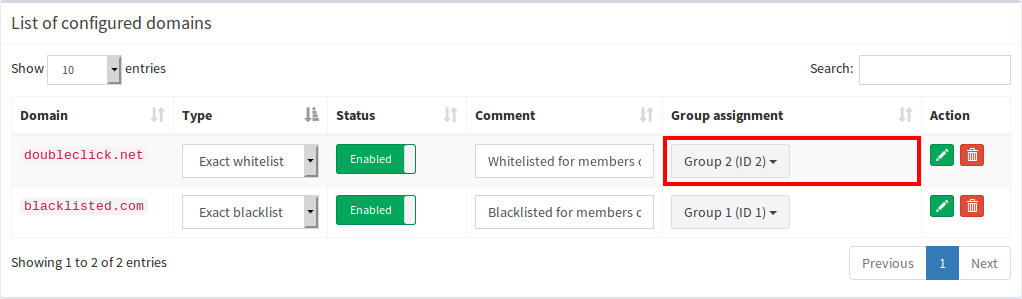 List of configured domains
Show 10 entries Search:
Domain Type Status Comment Group assignment Action
doubleclick.net Exact whitelist Enabled Whitelisted for members Group 2 (ID 2)
blacklisted.com Exact blacklist Enabled Blacklisted for members Group 1 (ID 1)
Showing 1 to 2 of 2 entries Previous 1 Next